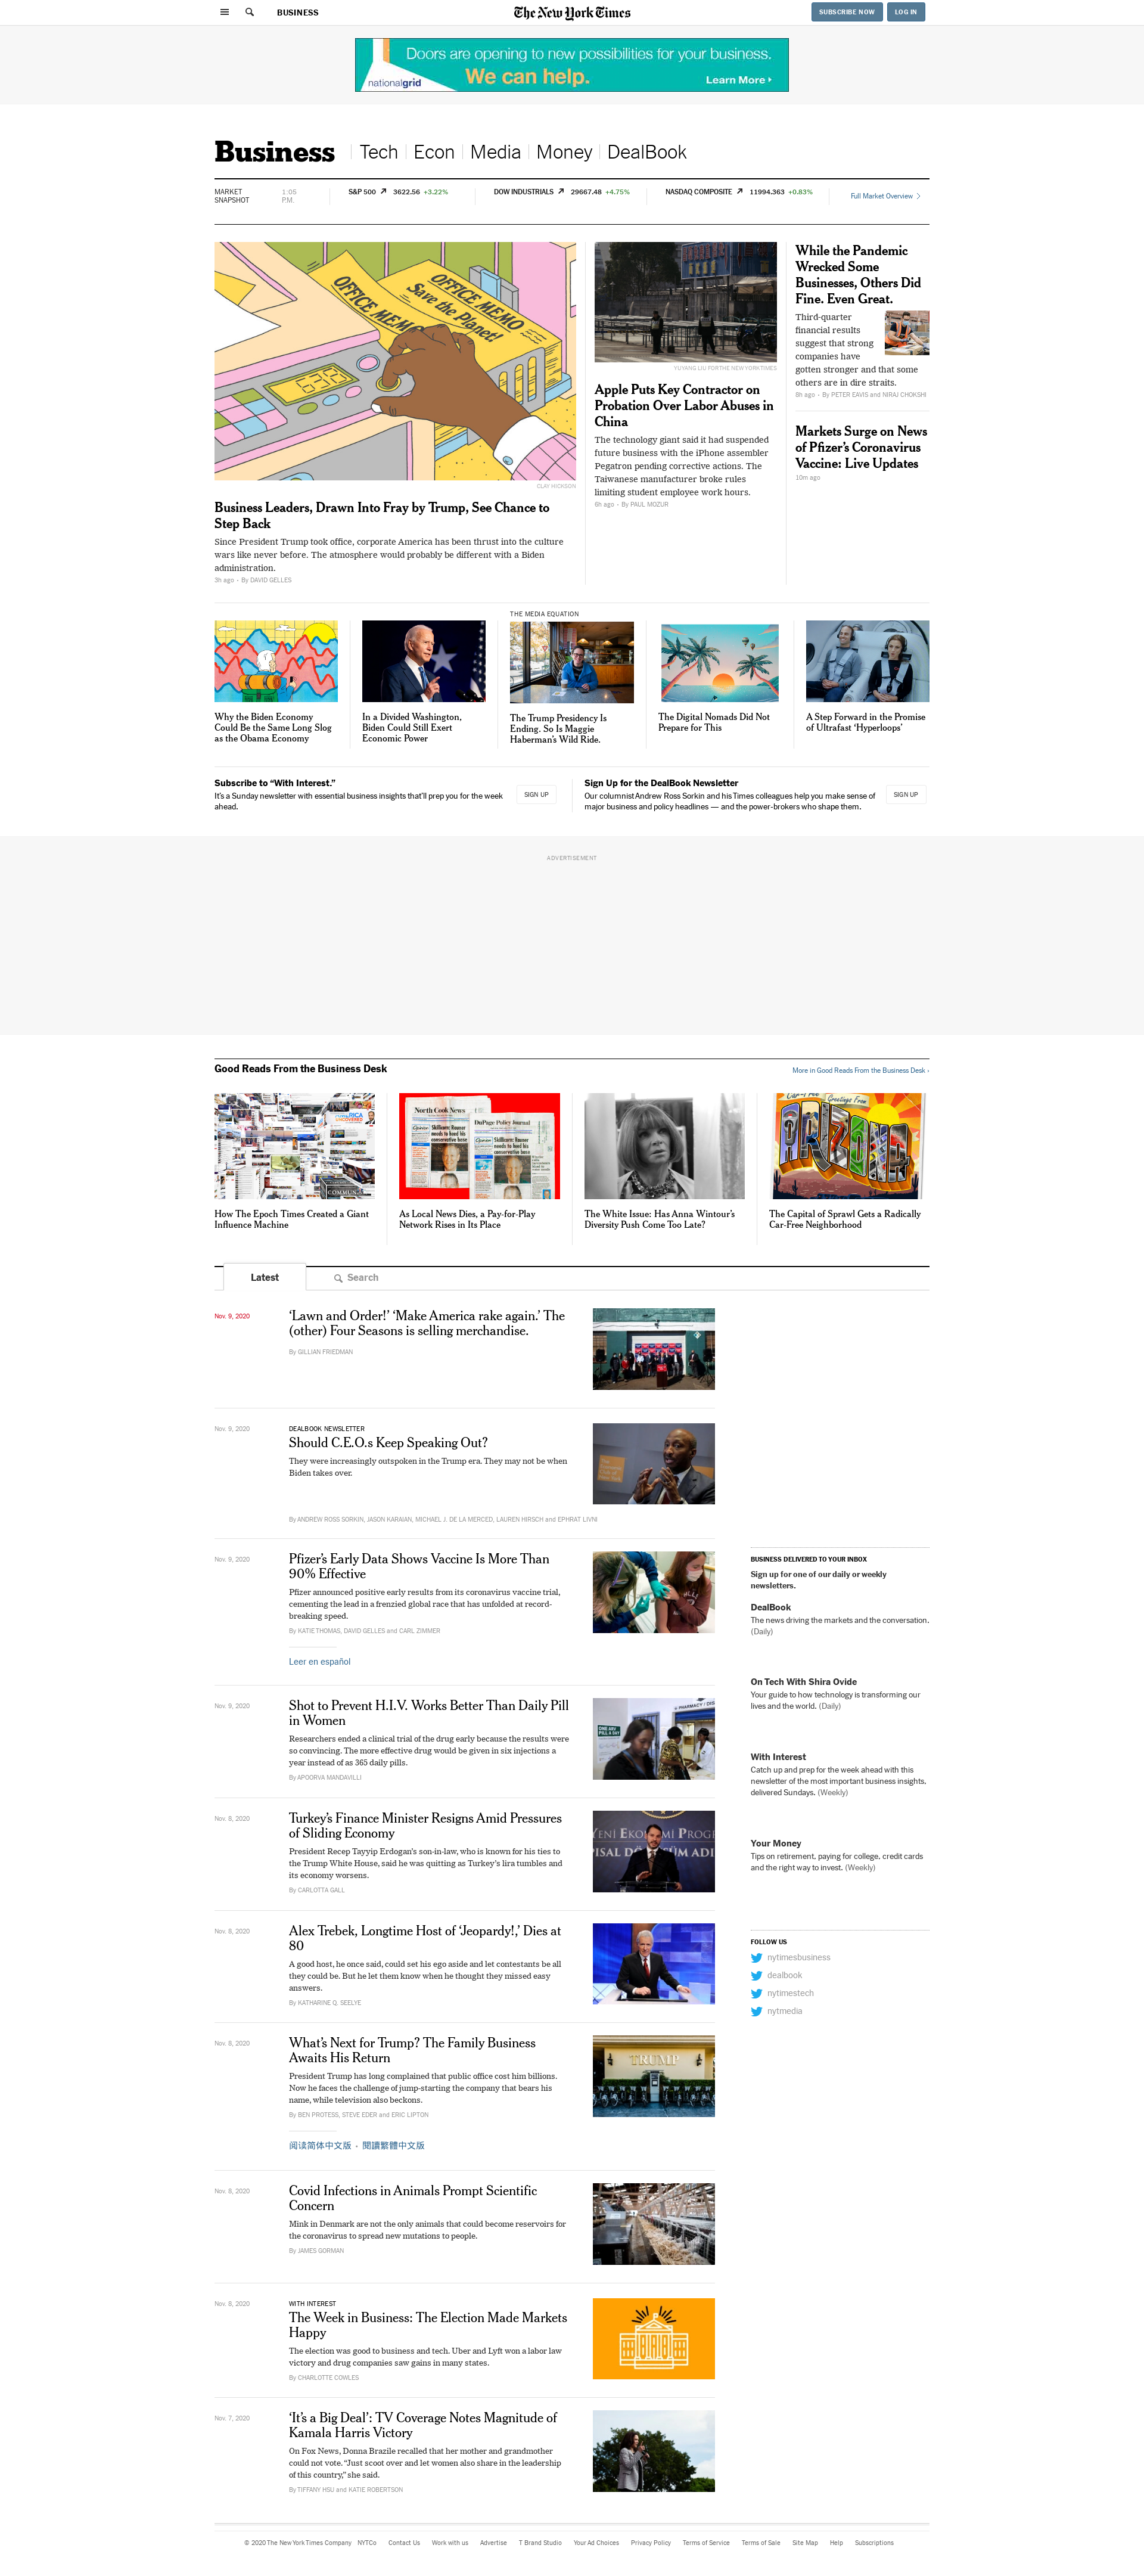 BUSINESS
The New York Times
SUBSCRIBE NOW
LOG IN
Doors are opening to new possibilities for your business.
nationalgrid
We can help.
Learn More
Business
Tech
Econ
Media
Money
DealBook
MARKET SNAPSHOT
1:05 P.M.
S&P 500 3622.56 +3.22%
DOW INDUSTRIALS 29667.48 +4.75%
NASDAQ COMPOSITE 11994.363 +0.83%
Full Market Overview
OFFICE MEMO
OFFICE MEMO
Save the Planet!
CLAY HICKSON
Business Leaders, Drawn Into Fray by Trump, See Chance to
Step Back
Since President Trump took office, corporate America has been thrust into the culture
wars like never before. The atmosphere would probably be different with a Biden
administration.
3h ago - By DAVID GELLES
YUYANG LIU FOR THE NEW YORK TIMES
Apple Puts Key Contractor on
Probation Over Labor Abuses in
China
The technology giant said it had suspended
future business with the iPhone assembler
Pegatron pending corrective actions. The
Taiwanese manufacturer broke rules
limiting student employee work hours.
6h ago - By PAUL MOZUR
While the Pandemic
Wrecked Some
Businesses, Others Did
Fine. Even Great.
Third-quarter
financial results
suggest that strong
companies have
gotten stronger and that some
others are in dire straits.
8h ago - By PETER EAVIS and NIRAJ CHOKSHI
Markets Surge on News
of Pfizer's Coronavirus
Vaccine: Live Updates
10m ago
Why the Biden Economy
Could Be the Same Long Slog
as the Obama Economy
In a Divided Washington,
Biden Could Still Exert
Economic Power
THE MEDIA EQUATION
The Trump Presidency Is
Ending. So Is Maggie
Haberman's Wild Ride.
The Digital Nomads Did Not
Prepare for This
A Step Forward in the Promise
of Ultrafast 'Hyperloops'
Subscribe to “With Interest.”
It's a Sunday newsletter with essential business insights that'll prep you for the week
ahead.
SIGN UP
Sign Up for the DealBook Newsletter
Our columnist Andrew Ross Sorkin and his Times colleagues help you make sense of
major business and policy headlines — and the power-brokers who shape them.
SIGN UP
ADVERTISEMENT
Good Reads From the Business Desk
More in Good Reads From the Business Desk ›
How The Epoch Times Created a Giant
Influence Machine
North Cook News
DuPage Policy Journal
As Local News Dies, a Pay-for-Play
Network Rises in Its Place
The White Issue: Has Anna Wintour's
Diversity Push Come Too Late?
Greetings From
ARIZONA
The Capital of Sprawl Gets a Radically
Car-Free Neighborhood
Latest
Search
Nov. 9, 2020
‘Lawn and Order!’ ‘Make America rake again.’ The
(other) Four Seasons is selling merchandise.
By GILLIAN FRIEDMAN
Nov. 9, 2020
DEALBOOK NEWSLETTER
Should C.E.O.s Keep Speaking Out?
They were increasingly outspoken in the Trump era. They may not be when
Biden takes over.
By ANDREW ROSS SORKIN, JASON KARAIAN, MICHAEL J. DE LA MERCED, LAUREN HIRSCH and EPHRAT LIVNI
Nov. 9, 2020
Pfizer's Early Data Shows Vaccine Is More Than
90% Effective
Pfizer announced positive early results from its coronavirus vaccine trial,
cementing the lead in a frenzied global race that has unfolded at record-
breaking speed.
By KATIE THOMAS, DAVID GELLES and CARL ZIMMER
Leer en español
Nov. 9, 2020
Shot to Prevent H.I.V. Works Better Than Daily Pill
in Women
Researchers ended a clinical trial of the drug early because the results were
so convincing. The more effective drug would be given in six injections a
year instead of as 365 daily pills.
By APOORVA MANDAVILLI
Nov. 8, 2020
Turkey's Finance Minister Resigns Amid Pressures
of Sliding Economy
President Recep Tayyip Erdogan's son-in-law, who is known for his ties to
the Trump White House, said he was quitting as Turkey's lira tumbles and
its economy worsens.
By CARLOTTA GALL
Nov. 8, 2020
Alex Trebek, Longtime Host of ‘Jeopardy!,’ Dies at
80
A good host, he once said, could set his ego aside and let contestants be all
they could be. But he let them know when he thought they missed easy
answers.
By KATHARINE Q. SEELYE
Nov. 8, 2020
What's Next for Trump? The Family Business
Awaits His Return
President Trump has long complained that public office cost him billions.
Now he faces the challenge of jump-starting the company that bears his
name, while television also beckons.
By BEN PROTESS, STEVE EDER and ERIC LIPTON
TRUMP
阅读简体中文版 · 閱讀繁體中文版
Nov. 8, 2020
Covid Infections in Animals Prompt Scientific
Concern
Mink in Denmark are not the only animals that could become reservoirs for
the coronavirus to spread new mutations to people.
By JAMES GORMAN
Nov. 8, 2020
WITH INTEREST
The Week in Business: The Election Made Markets
Happy
The election was good to business and tech. Uber and Lyft won a labor law
victory and drug companies saw gains in many states.
By CHARLOTTE COWLES
Nov. 7, 2020
‘It's a Big Deal’: TV Coverage Notes Magnitude of
Kamala Harris Victory
On Fox News, Donna Brazile recalled that her mother and grandmother
could not vote. “Just scoot over and let women also share in the leadership
of this country,” she said.
By TIFFANY HSU and KATIE ROBERTSON
BUSINESS DELIVERED TO YOUR INBOX
Sign up for one of our daily or weekly
newsletters.
DealBook
The news driving the markets and the conversation.
(Daily)
On Tech With Shira Ovide
Your guide to how technology is transforming our
lives and the world. (Daily)
With Interest
Catch up and prep for the week ahead with this
newsletter of the most important business insights,
delivered Sundays. (Weekly)
Your Money
Tips on retirement, paying for college, credit cards
and the right way to invest. (Weekly)
FOLLOW US
nytimesbusiness
dealbook
nytimestech
nytmedia
© 2020 The New York Times Company
NYTCo
Contact Us
Work with us
Advertise
T Brand Studio
Your Ad Choices
Privacy Policy
Terms of Service
Terms of Sale
Site Map
Help
Subscriptions